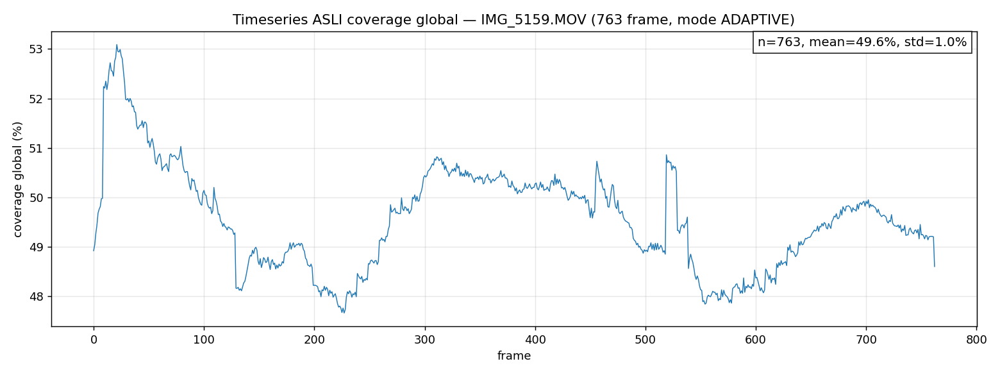 Timeseries ASLI coverage global — IMG_5159.MOV (763 frame, mode ADAPTIVE)
n=763, mean=49.6%, std=1.0%
coverage global (%)
53
52
51
50
49
48
0 100 200 300 400 500 600 700 800
frame